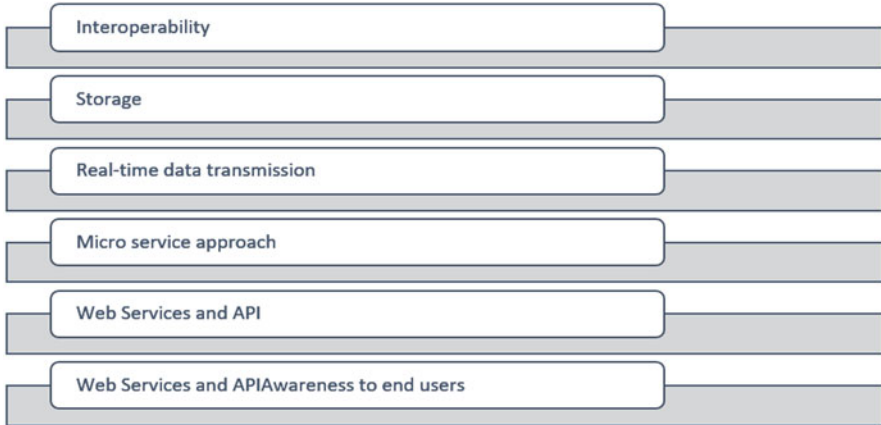 Interoperability
Storage
Real-time data transmission
Micro service approach
Web Services and API
Web Services and APIAwareness to end users